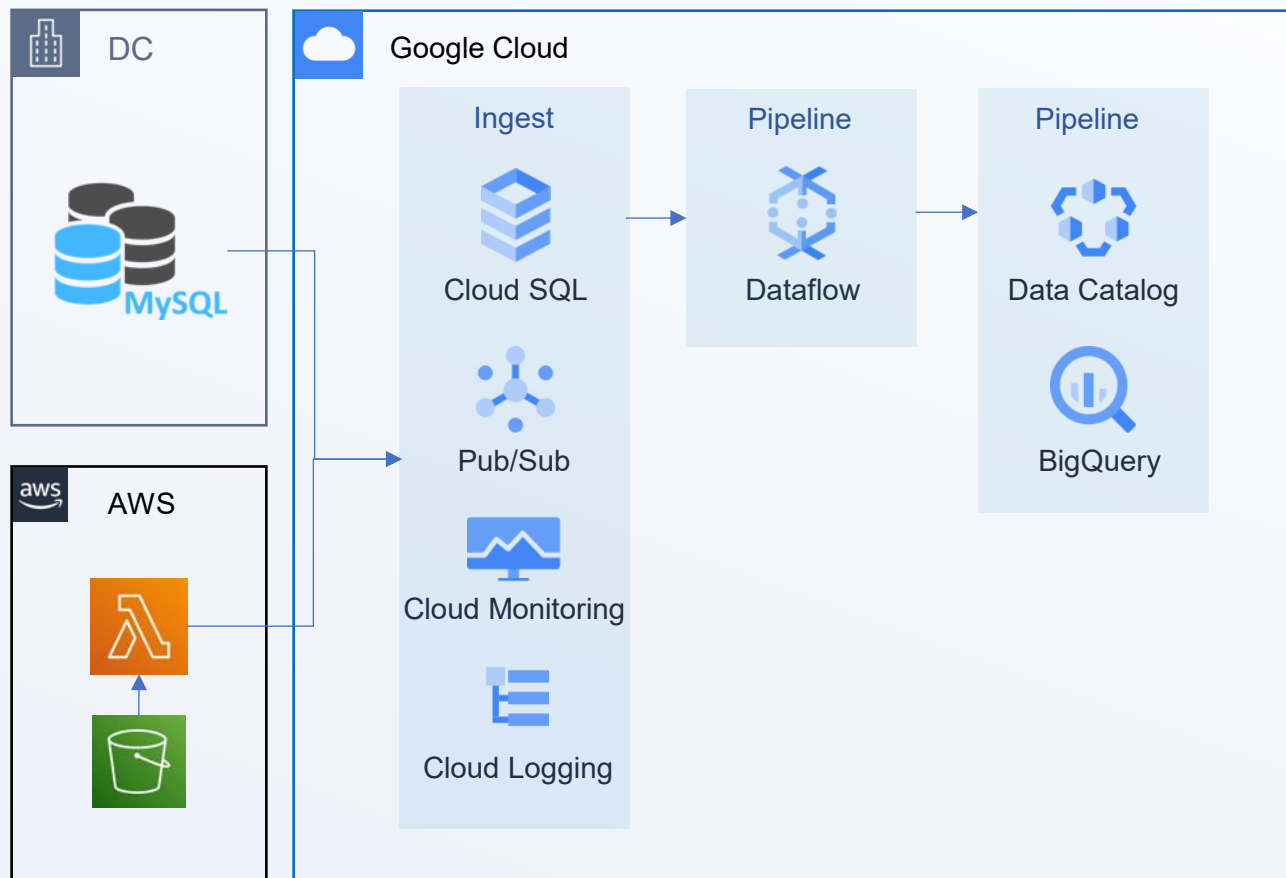 DC
MySQL
aws
AWS
Google Cloud
Ingest
Cloud SQL
Pub/Sub
Cloud Monitoring
Cloud Logging
Pipeline
Dataflow
Pipeline
Data Catalog
BigQuery